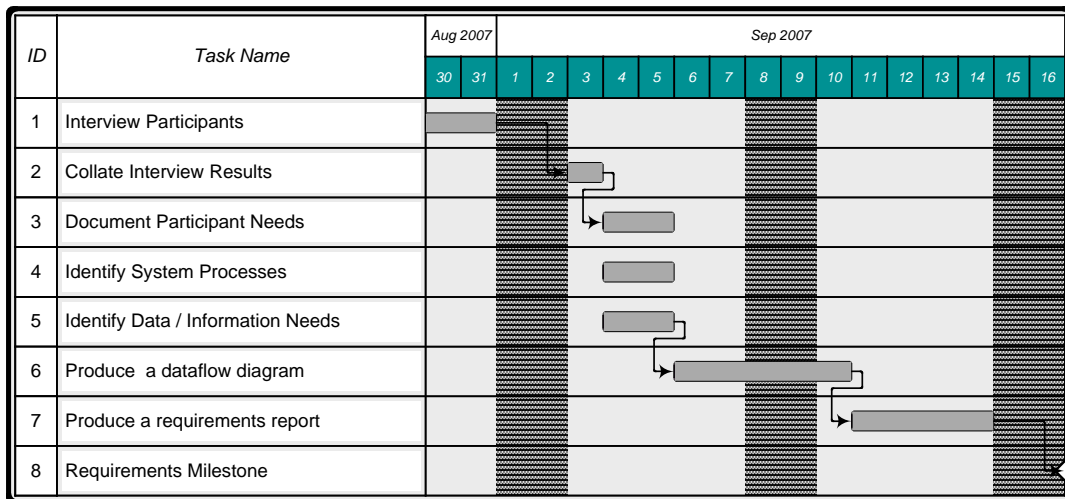 ID Task Name Aug 2007 Sep 2007
30 31 1 2 3 4 5 6 7 8 9 10 11 12 13 14 15 16
1 Interview Participants
2 Collate Interview Results
3 Document Participant Needs
4 Identify System Processes
5 Identify Data / Information Needs
6 Produce a dataflow diagram
7 Produce a requirements report
8 Requirements Milestone